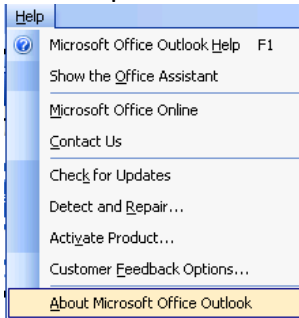 Help
Microsoft Office Outlook Help F1
Show the Office Assistant
Microsoft Office Online
Contact Us
Check for Updates
Detect and Repair...
Activate Product...
Customer Feedback Options...
About Microsoft Office Outlook